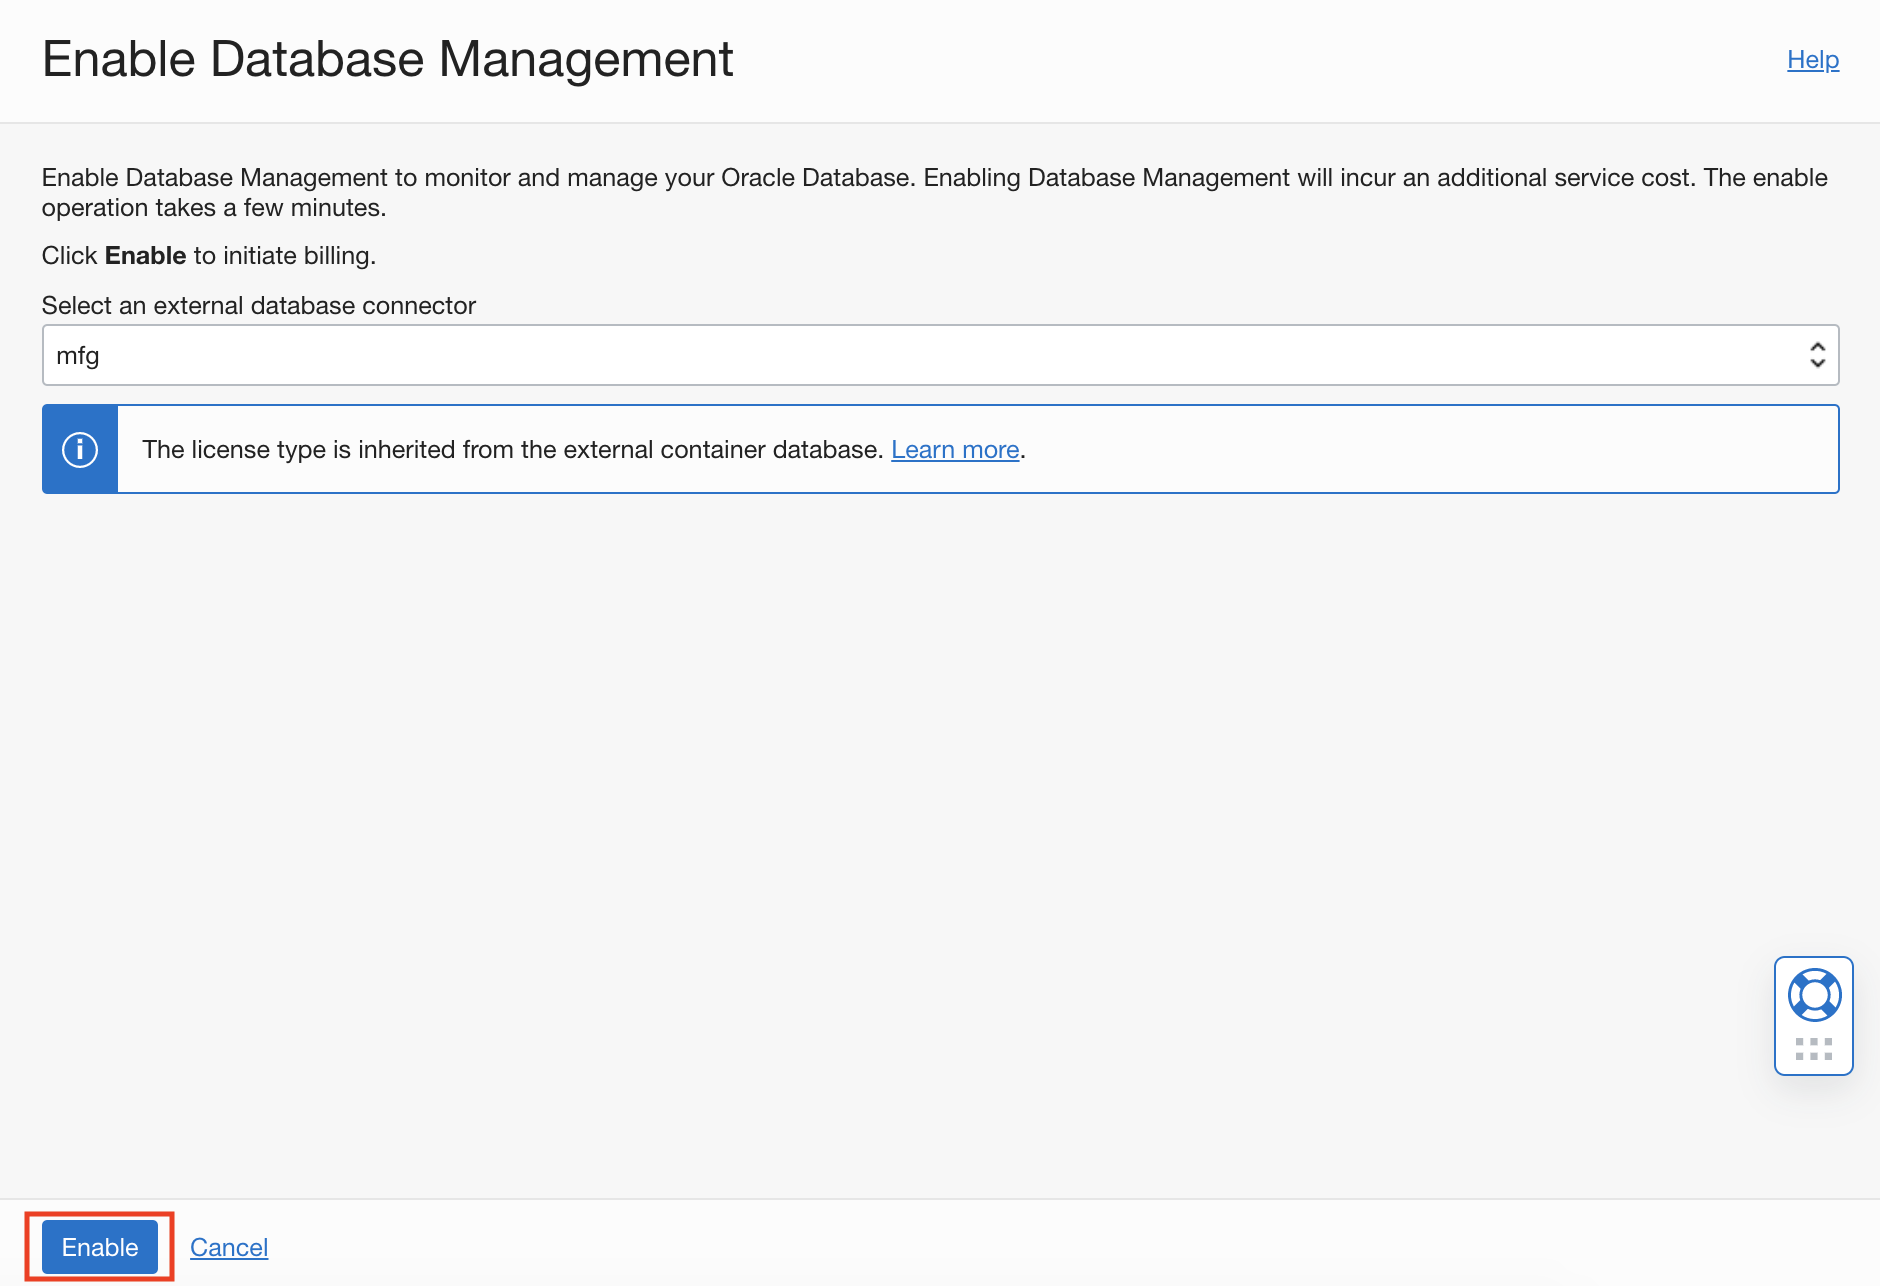 Enable Database Management
Help
Enable Database Management to monitor and manage your Oracle Database. Enabling Database Management will incur an additional service cost. The enable
operation takes a few minutes.
Click Enable to initiate billing.
Select an external database connector
mfg
The license type is inherited from the external container database. Learn more.
Enable
Cancel